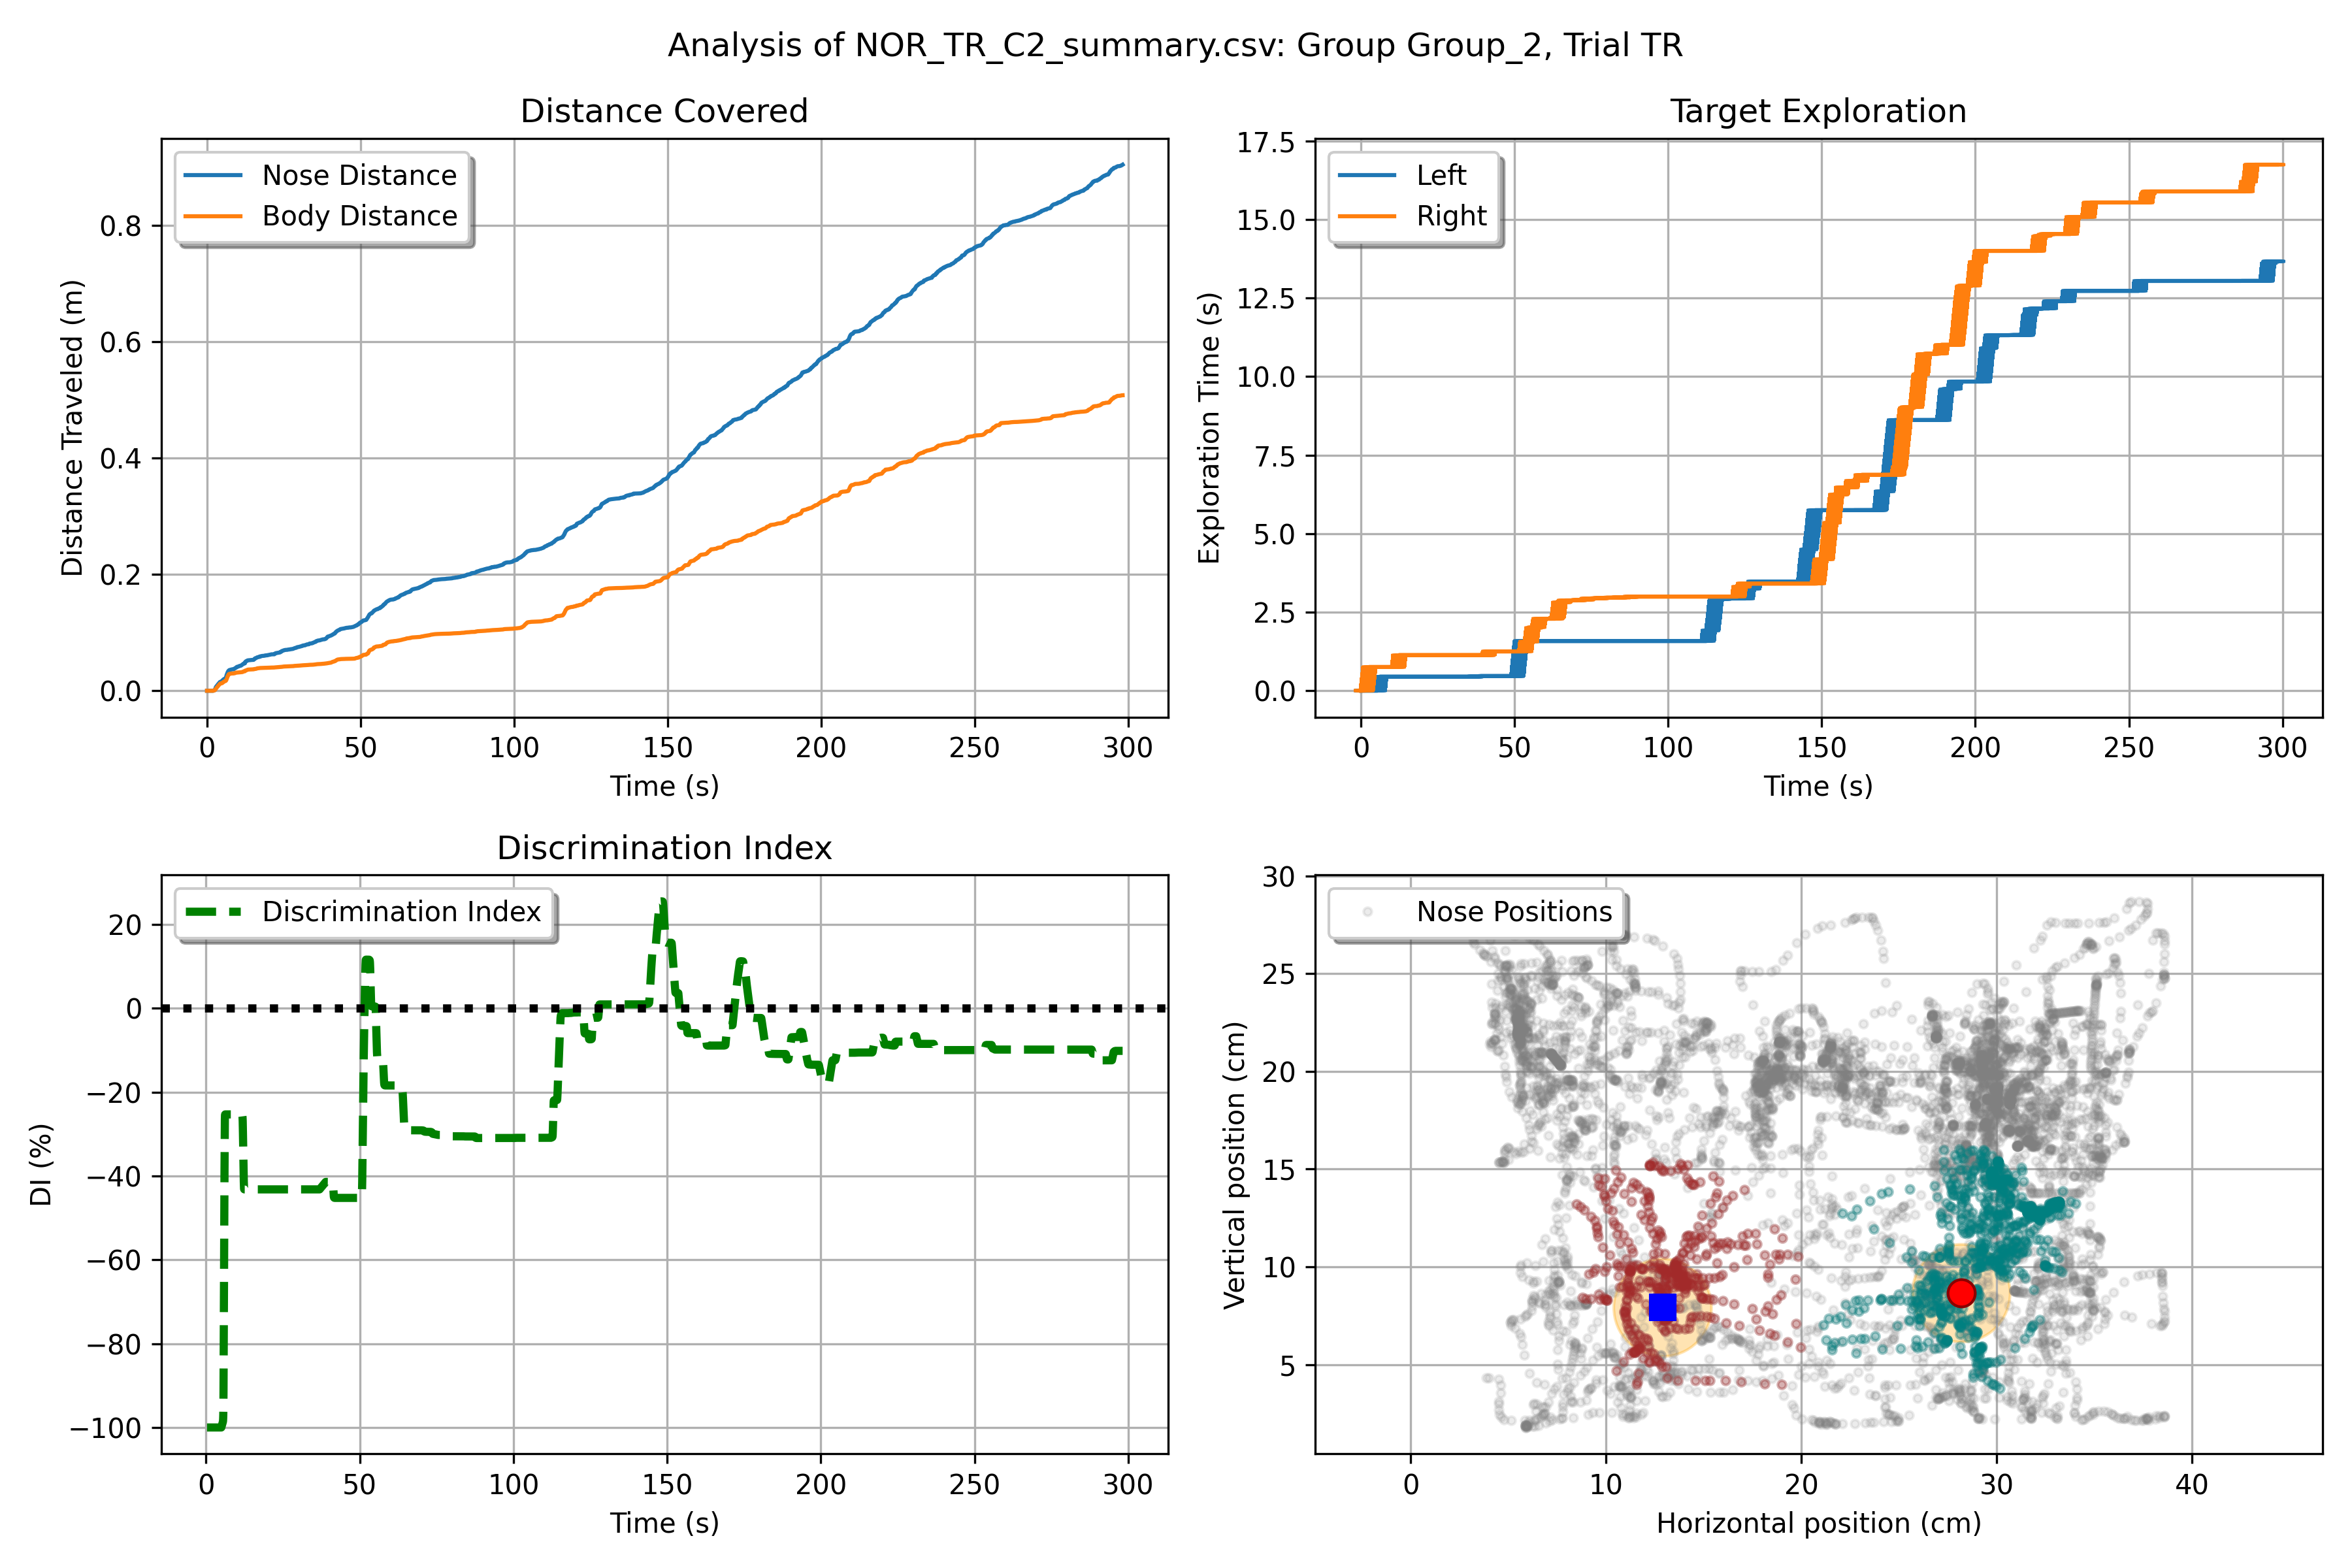 Analysis of NOR_TR_C2_summary.csv: Group Group_2, Trial TR
Distance Covered
Nose Distance
Body Distance
Distance Traveled (m)
0.8
0.6
0.4
0.2
0.0
0 50 100 150 200 250 300
Time (s)
Target Exploration
Left
Right
Exploration Time (s)
17.5
15.0
12.5
10.0
7.5
5.0
2.5
0.0
0 50 100 150 200 250 300
Time (s)
Discrimination Index
Discrimination Index
DI (%)
20
0
−20
−40
−60
−80
−100
0 50 100 150 200 250 300
Time (s)
Nose Positions
Vertical position (cm)
30
25
20
15
10
5
0 10 20 30 40
Horizontal position (cm)